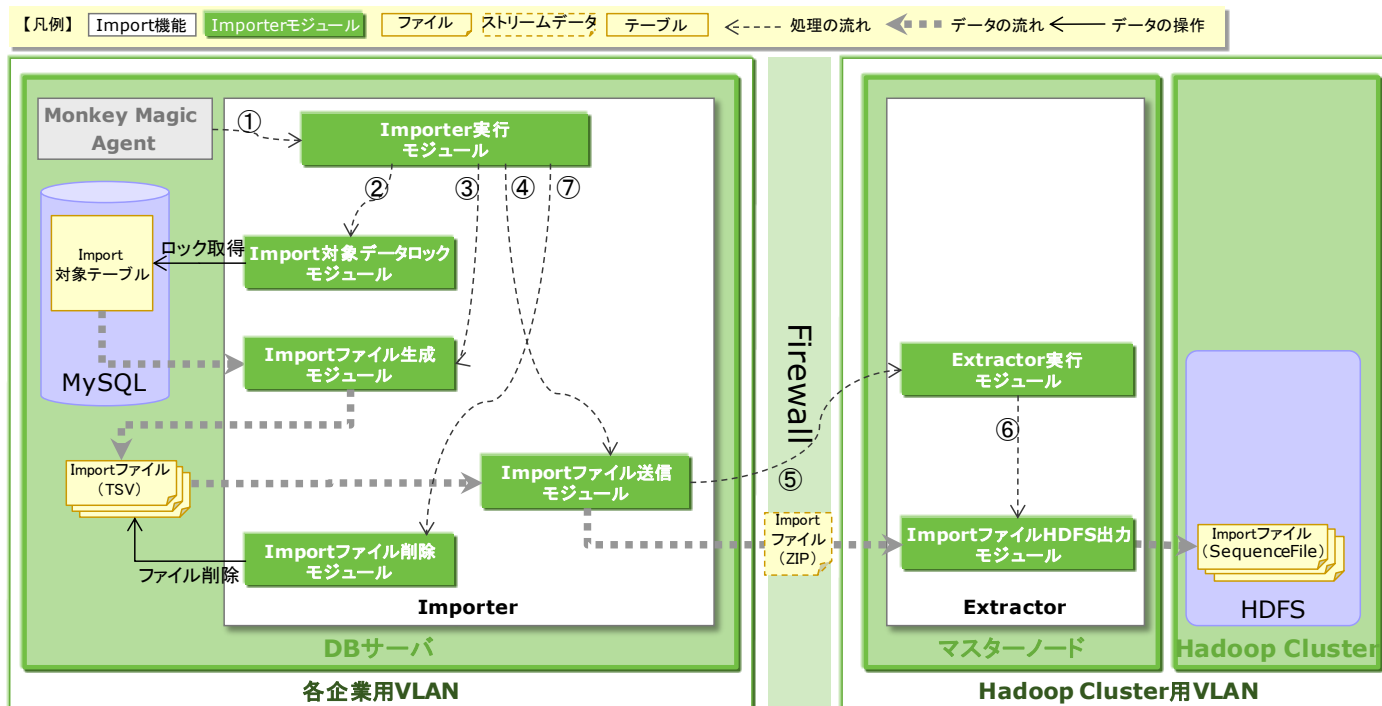 【凡例】 Import機能 Importerモジュール ファイル ストリームデータ テーブル 処理の流れ データの流れ データの操作
Monkey Magic
Agent
①
Importer実行
モジュール
②
③
④
⑦
Import
対象テーブル
MySQL
ロック取得
Import対象データロック
モジュール
Importファイル生成
モジュール
Importファイル
（TSV）
Importファイル送信
モジュール
Importファイル削除
モジュール
ファイル削除
Importer
DBサーバ
各企業用VLAN
Firewall
⑤
Import
ファイル
（ZIP）
Extractor実行
モジュール
⑥
ImportファイルHDFS出力
モジュール
Extractor
マスターノード
Importファイル
（SequenceFile）
HDFS
Hadoop Cluster
Hadoop Cluster用VLAN